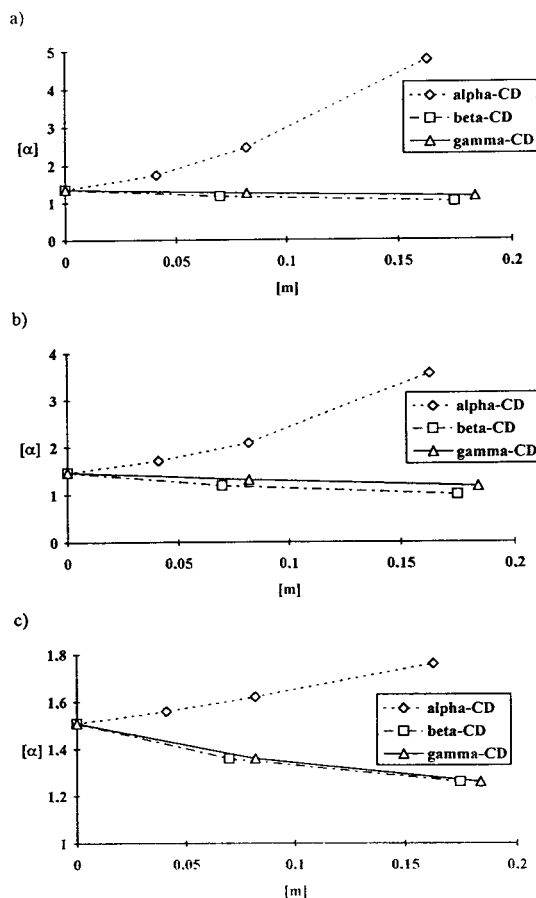 a)
5
4
3
2
1
0
[α]
0
0.05
0.1
0.15
0.2
[m]
alpha-CD
beta-CD
gamma-CD
b)
4
3
2
1
0
[α]
0
0.05
0.1
0.15
0.2
[m]
alpha-CD
beta-CD
gamma-CD
c)
1.8
1.6
1.4
1.2
1
[α]
0
0.05
0.1
0.15
0.2
[m]
alpha-CD
beta-CD
gamma-CD